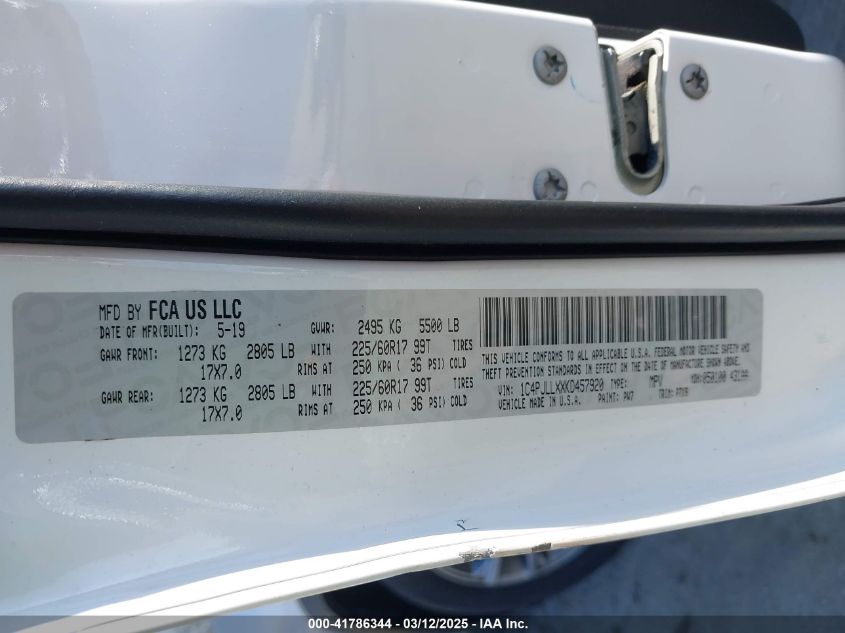 MFD BY FCA US LLC
DATE OF MFR(BUILT): 5-19 GVWR: 2495 KG 5500 LB
GAWR FRONT: 1273 KG 2805 LB WITH 225/60R17 99T TIRES
17X7.0 RIMS AT 250 KPA ( 36 PSI) COLD
GAWR REAR: 1273 KG 2805 LB WITH 225/60R17 99T TIRES
17X7.0 RIMS AT 250 KPA ( 36 PSI) COLD
THIS VEHICLE CONFORMS TO ALL APPLICABLE U.S.A. FEDERAL MOTOR VEHICLE SAFETY AND
THEFT PREVENTION STANDARDS IN EFFECT ON THE DATE OF MANUFACTURE SHOWN ABOVE.
VIN: 1C4PJLLXXKD457920 TYPE: MPV MDH: 050100 43199
VEHICLE MADE IN U.S.A. PAINT: PW7 TRIM:
000-41786344 - 03/12/2025 - IAA Inc.